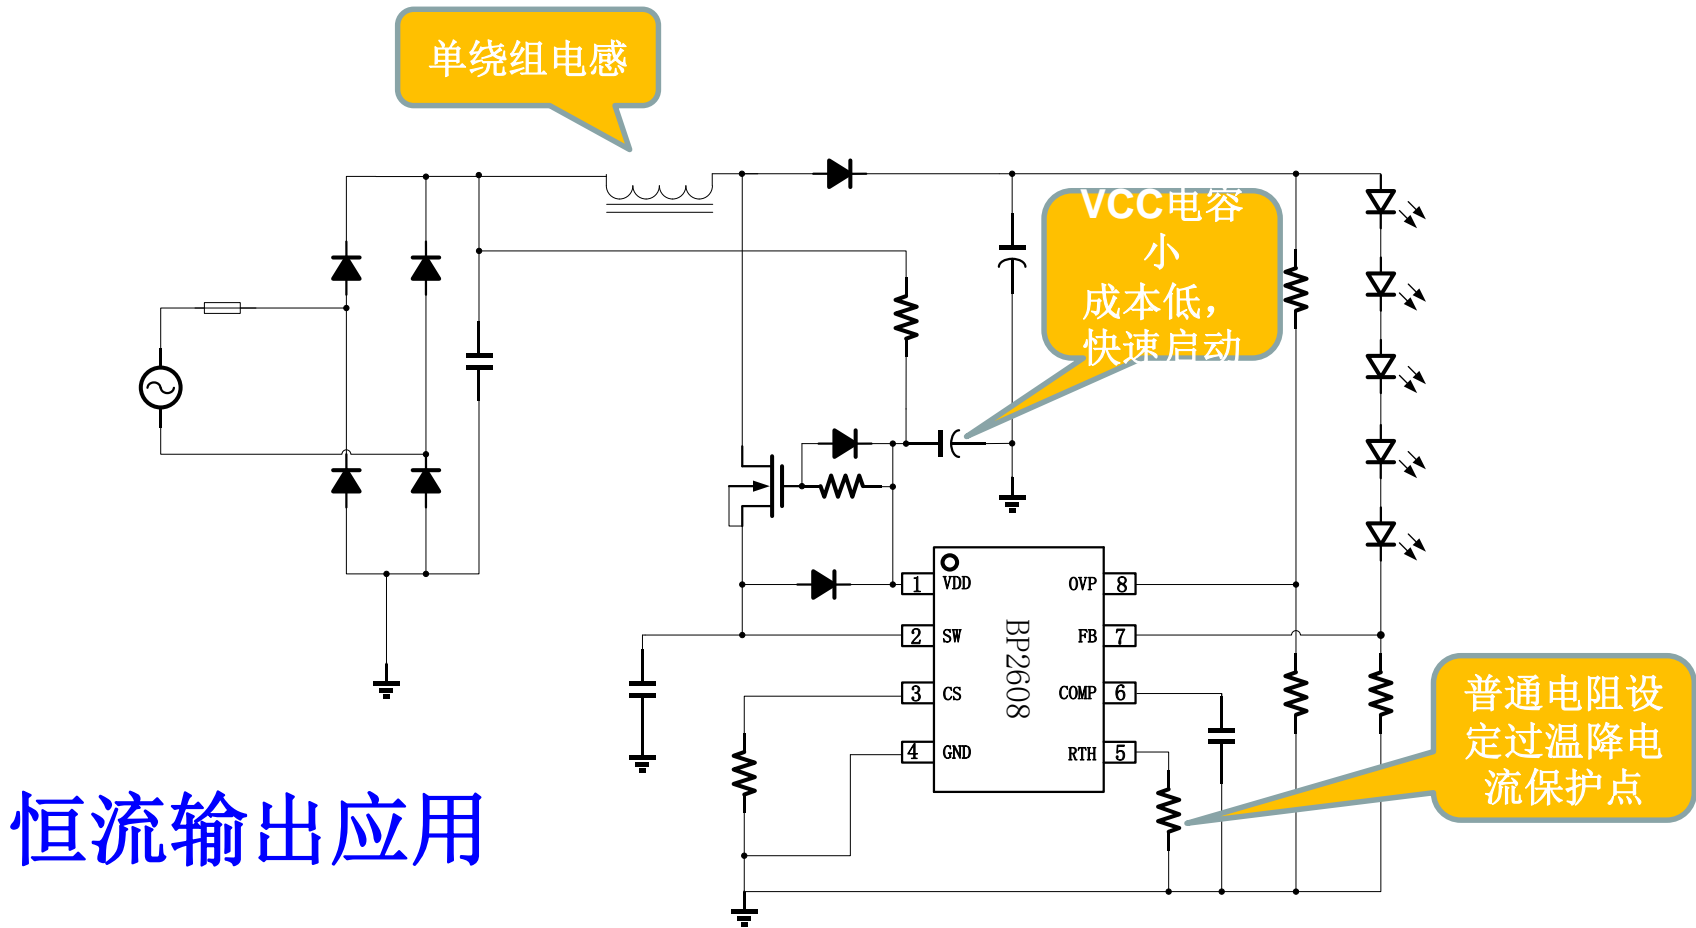 单绕组电感
VCC电容
小
成本低，
快速启动
1 VDD
OVP 8
2 SW
FB 7
3 CS
COMP 6
4 GND
RTH 5
BP2608
普通电阻设
定过温降电
流保护点
恒流输出应用